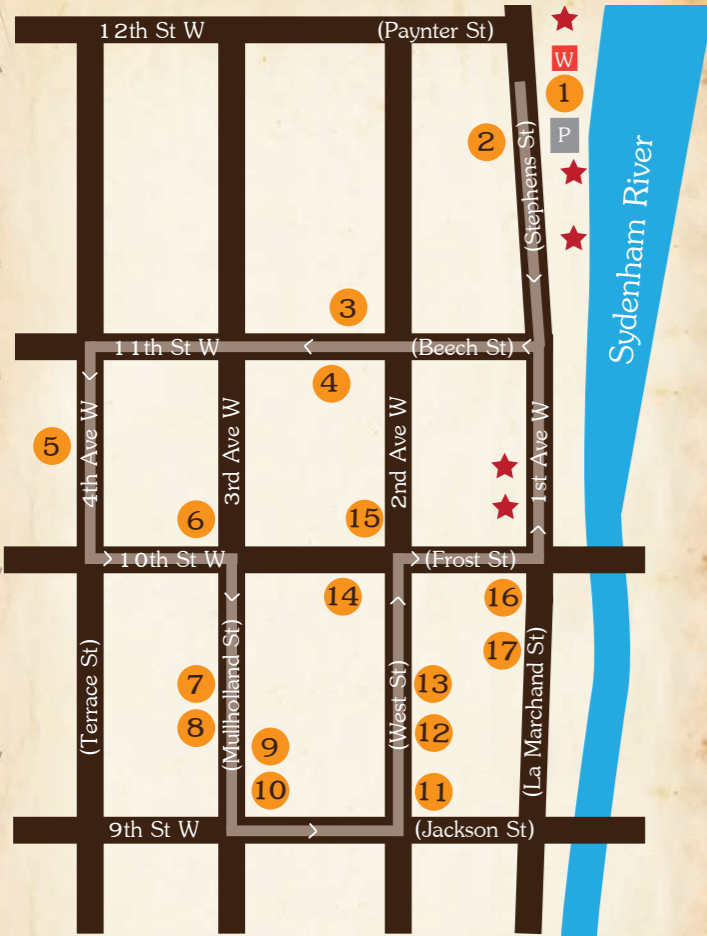 12th St W
(Paynter St)
W
1
P
2
(Stephens St)
Sydenham River
3
11th St W
(Beech St)
4
5
4th Ave W
3rd Ave W
2nd Ave W
1st Ave W
6
15
10th St W
(Frost St)
14
16
17
(Terrace St)
7
8
(Mullholland St)
9
10
(West St)
13
12
11
(La Marchand St)
9th St W
(Jackson St)